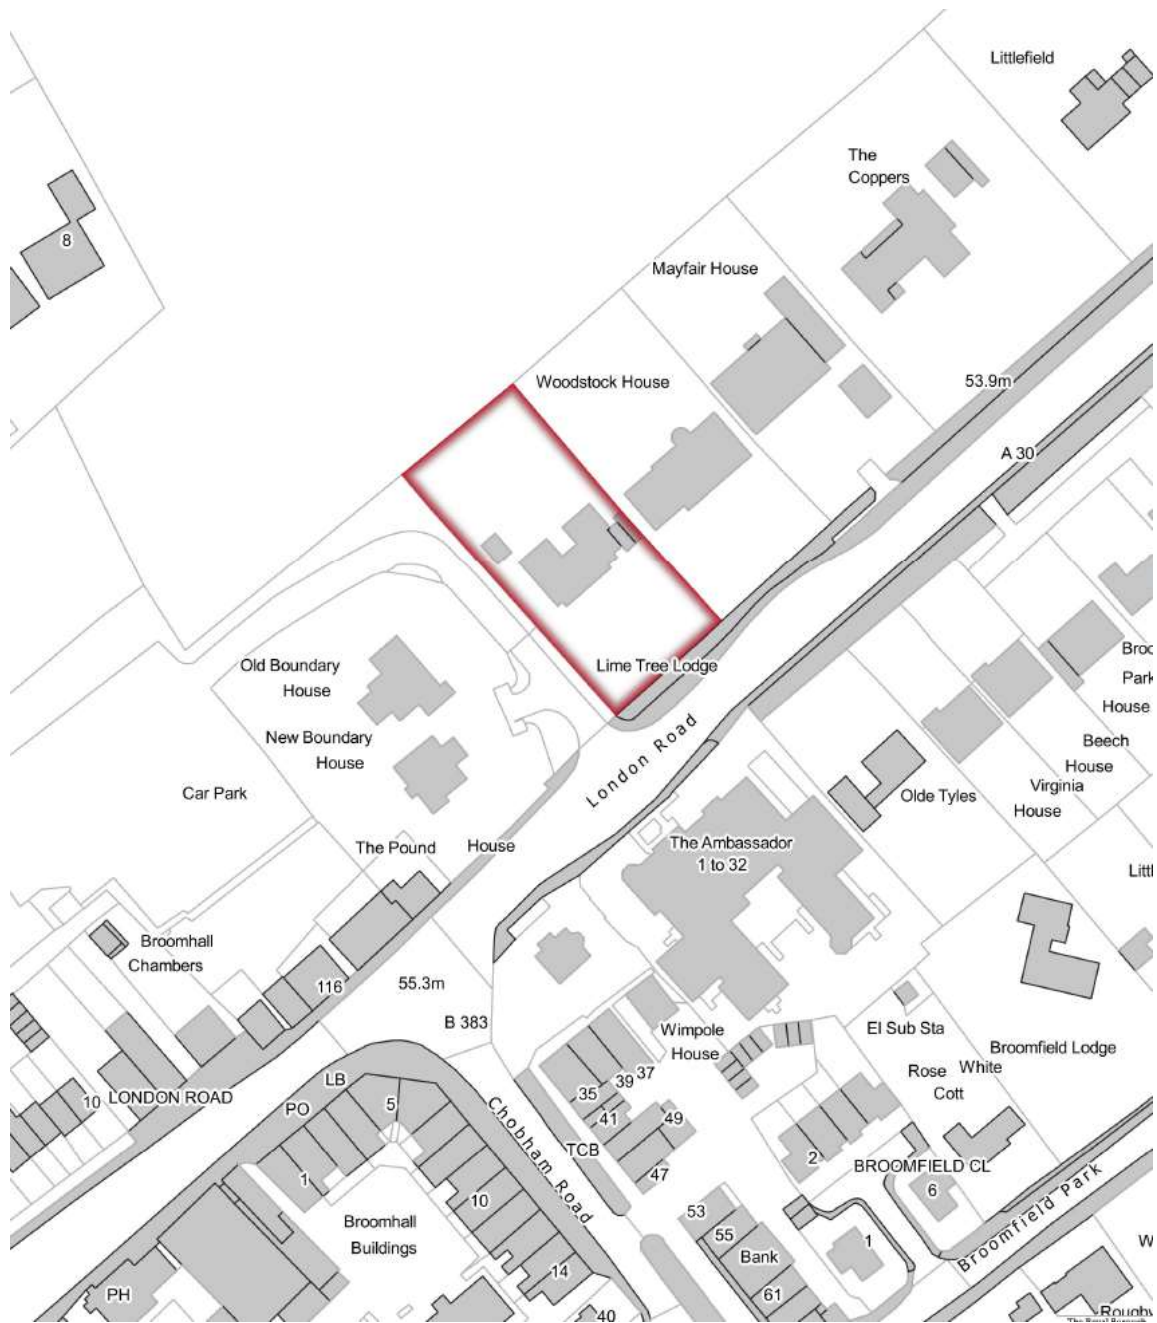 Littlefield
The
Coppers
8
Mayfair House
Woodstock House
53.9m
A 30
Lime Tree Lodge
London Road
Old Boundary
House
New Boundary
House
Car Park
The Pound House
Olde Tyles
Virginia
House
Beech
House
Park
House
The Ambassador
1 to 32
Broomhall
Chambers
116
55.3m
B 383
Wimpole
House
El Sub Sta
Broomfield Lodge
White
Rose
Cott
10
LONDON ROAD
LB
PO
5
1
Chobham Road
TCB
35
39
37
41
49
47
2
BROOMFIELD CL
6
Broomfield Park
10
14
Broomhall
Buildings
PH
53
55
Bank
61
1
40
The Royal Borough